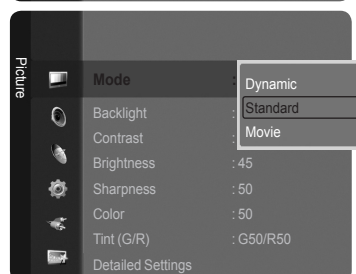 Picture
Mode : Dynamic
Standard
Movie
Backlight :
Contrast :
Brightness : 45
Sharpness : 50
Color : 50
Tint (G/R) : G50/R50
Detailed Settings